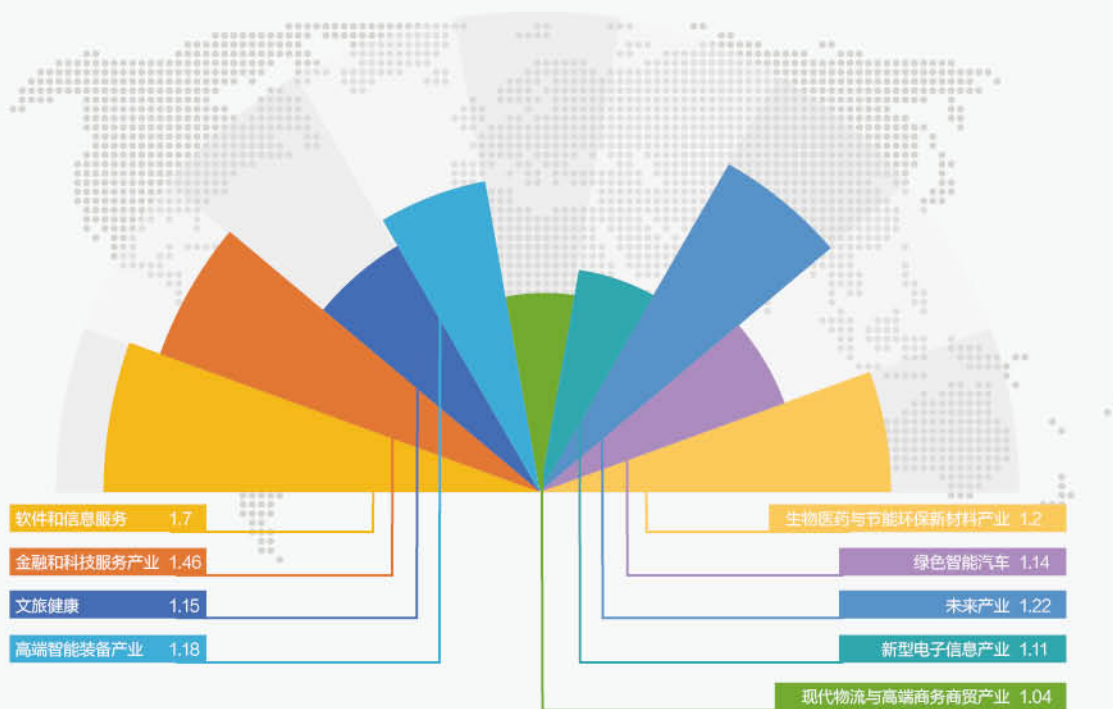 软件和信息服务 1.7
金融和科技服务产业 1.46
文旅健康 1.15
高端智能装备产业 1.18
生物医药与节能环保新材料产业 1.2
绿色智能汽车 1.14
未来产业 1.22
新型电子信息产业 1.11
现代物流与高端商务商贸产业 1.04